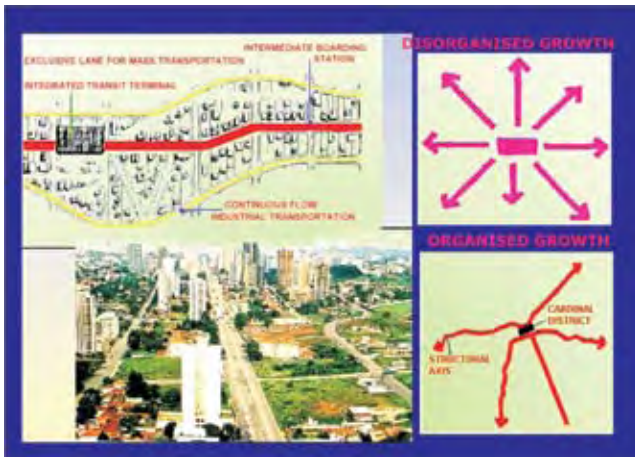 EXCLUSIVE LANE FOR MASS TRANSPORTATION
INTEGRATED TRANSIT TERMINAL
INTERMEDIATE BOARDING
STATION
CONTINUOUS FLOW
INDUSTRIAL TRANSPORTATION
DISORGANISED GROWTH
ORGANISED GROWTH
CARDINAL
DISTRICT
STRUCTURAL
AXIS